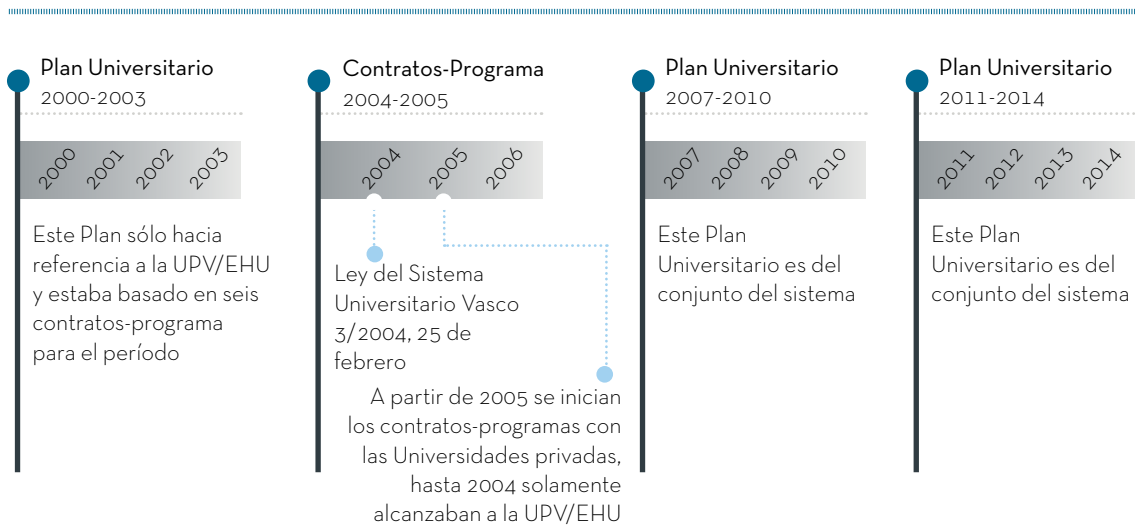 Plan Universitario
2000-2003
2000 2001 2002 2003
Este Plan sólo hacia
referencia a la UPV/EHU
y estaba basado en seis
contratos-programa
para el período
Contratos-Programa
2004-2005
2004 2005 2006
Ley del Sistema
Universitario Vasco
3/2004, 25 de
febrero
A partir de 2005 se inician
los contratos-programas con
las Universidades privadas,
hasta 2004 solamente
alcanzaban a la UPV/EHU
Plan Universitario
2007-2010
2007 2008 2009 2010
Este Plan
Universitario es del
conjunto del sistema
Plan Universitario
2011-2014
2011 2012 2013 2014
Este Plan
Universitario es del
conjunto del sistema